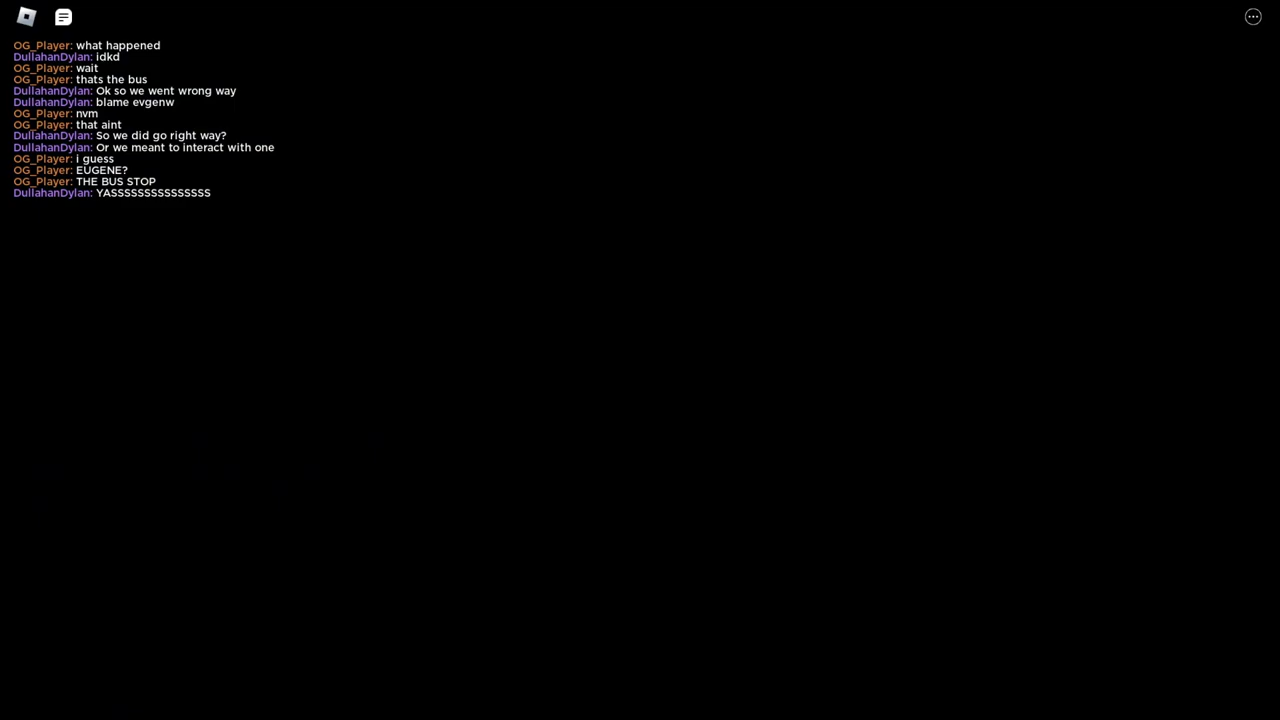 OG_Player: what happened
DullahanDylan: idkd
OG_Player: wait
OG_Player: thats the bus
DullahanDylan: Ok so we went wrong way
DullahanDylan: blame evgenw
OG_Player: nvm
OG_Player: that aint
DullahanDylan: So we did go right way?
DullahanDylan: Or we meant to interact with one
OG_Player: i guess
OG_Player: EUGENE?
OG_Player: THE BUS STOP
DullahanDylan: YASSSSSSSSSSSSSSS